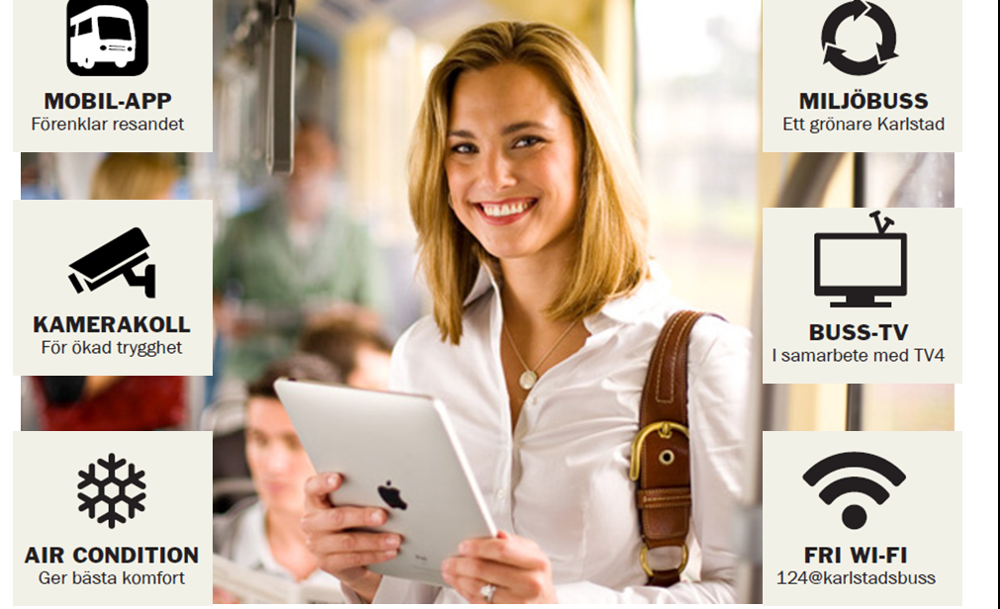 MOBIL-APP
Förenklar resandet
KAMERAKOLL
För ökad trygghet
AIR CONDITION
Ger bästa komfort
MILJÖBUSS
Ett grönare Karlstad
BUSS-TV
I samarbete med TV4
FRI WI-FI
124@karlstadsbuss